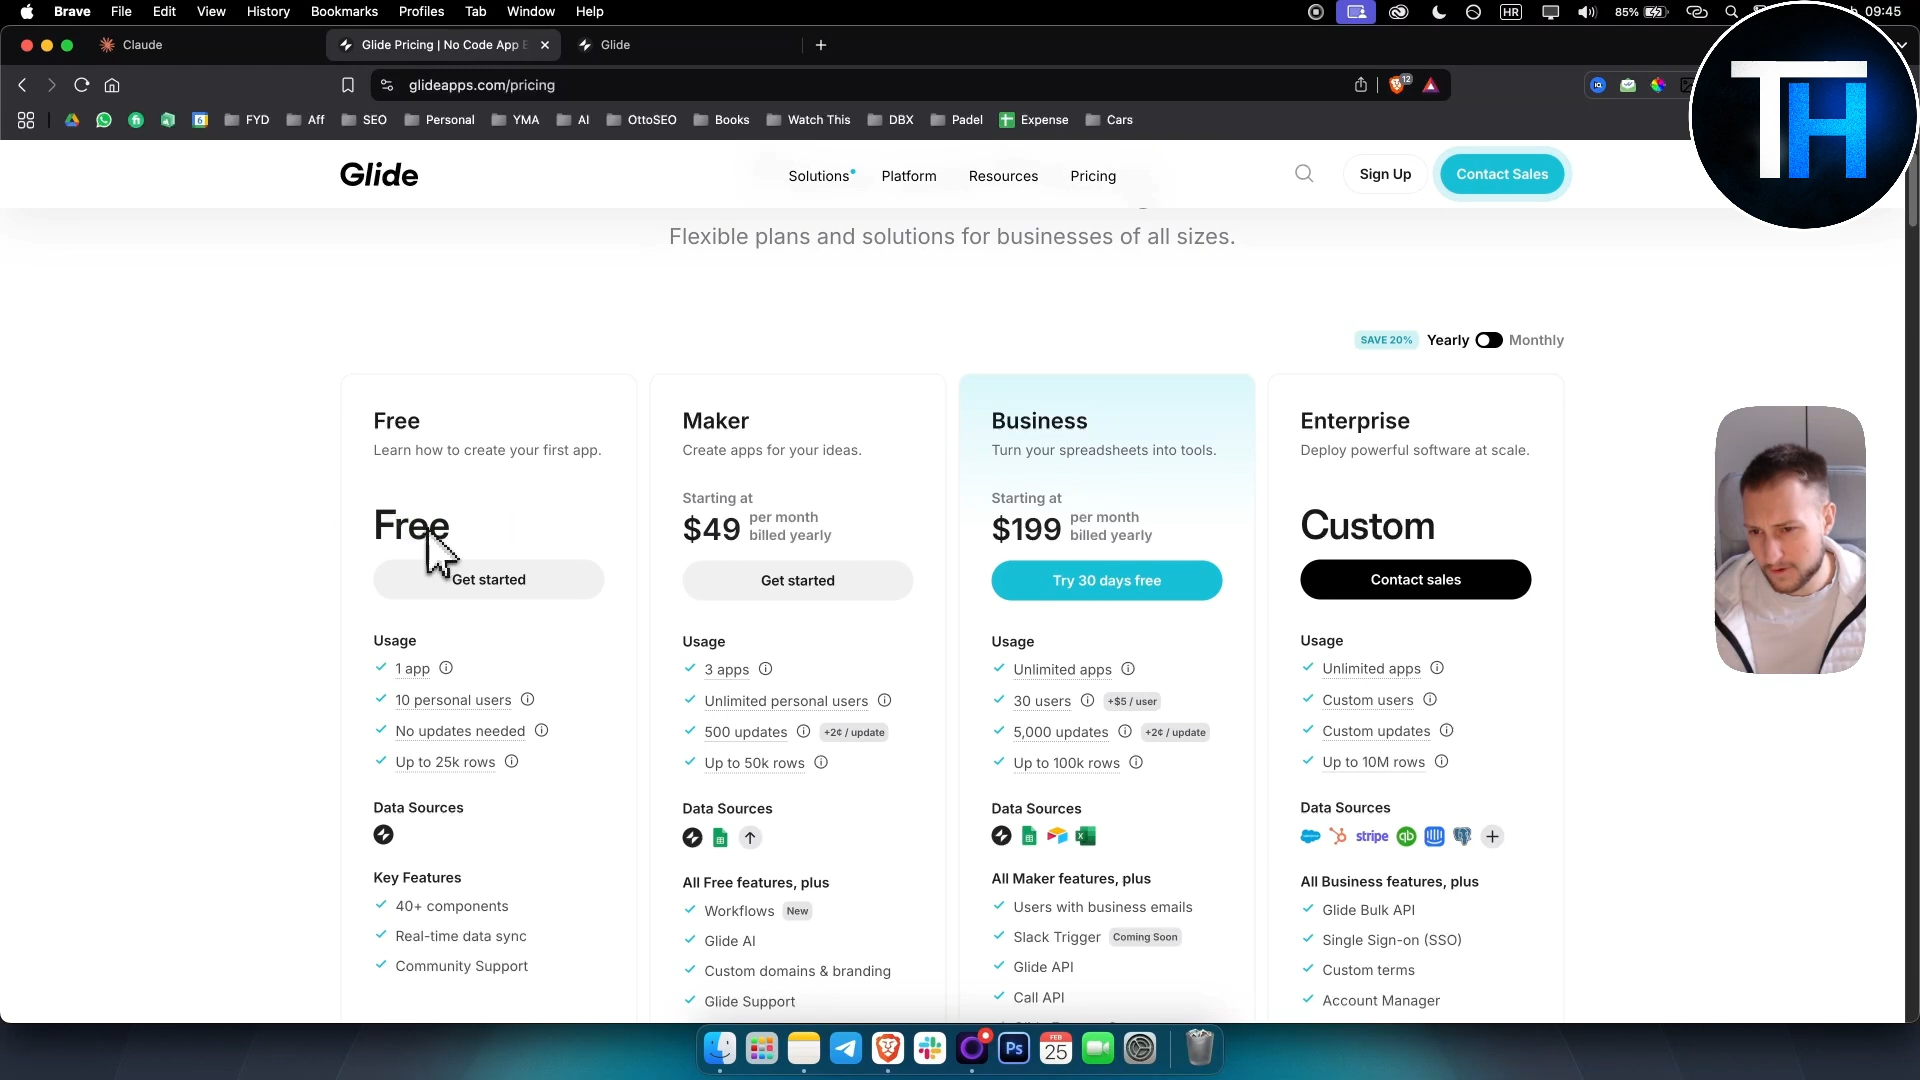 Brave File Edit View History Bookmarks Profiles Tab Window Help
HR 85% 09:45
Claude
Glide Pricing | No Code App
Glide
glideapps.com/pricing
12
6 FYD Aff SEO Personal YMA AI OttoSEO Books Watch This DBX Padel Expense Cars
TH
Glide
Solutions Platform Resources Pricing
Sign Up
Contact Sales
Flexible plans and solutions for businesses of all sizes.
SAVE 20% Yearly Monthly
Free
Learn how to create your first app.
Free
Get started
Usage
1 app
10 personal users
No updates needed
Up to 25k rows
Data Sources
Key Features
40+ components
Real-time data sync
Community Support
Maker
Create apps for your ideas.
Starting at
$49 per month
billed yearly
Get started
Usage
3 apps
Unlimited personal users
500 updates +2¢ / update
Up to 50k rows
Data Sources
All Free features, plus
Workflows New
Glide AI
Custom domains & branding
Glide Support
Business
Turn your spreadsheets into tools.
Starting at
$199 per month
billed yearly
Try 30 days free
Usage
Unlimited apps
30 users +$5 / user
5,000 updates +2¢ / update
Up to 100k rows
Data Sources
All Maker features, plus
Users with business emails
Slack Trigger Coming Soon
Glide API
Call API
Enterprise
Deploy powerful software at scale.
Custom
Contact sales
Usage
Unlimited apps
Custom users
Custom updates
Up to 10M rows
Data Sources
stripe qb
All Business features, plus
Glide Bulk API
Single Sign-on (SSO)
Custom terms
Account Manager
Ps
FEB
25